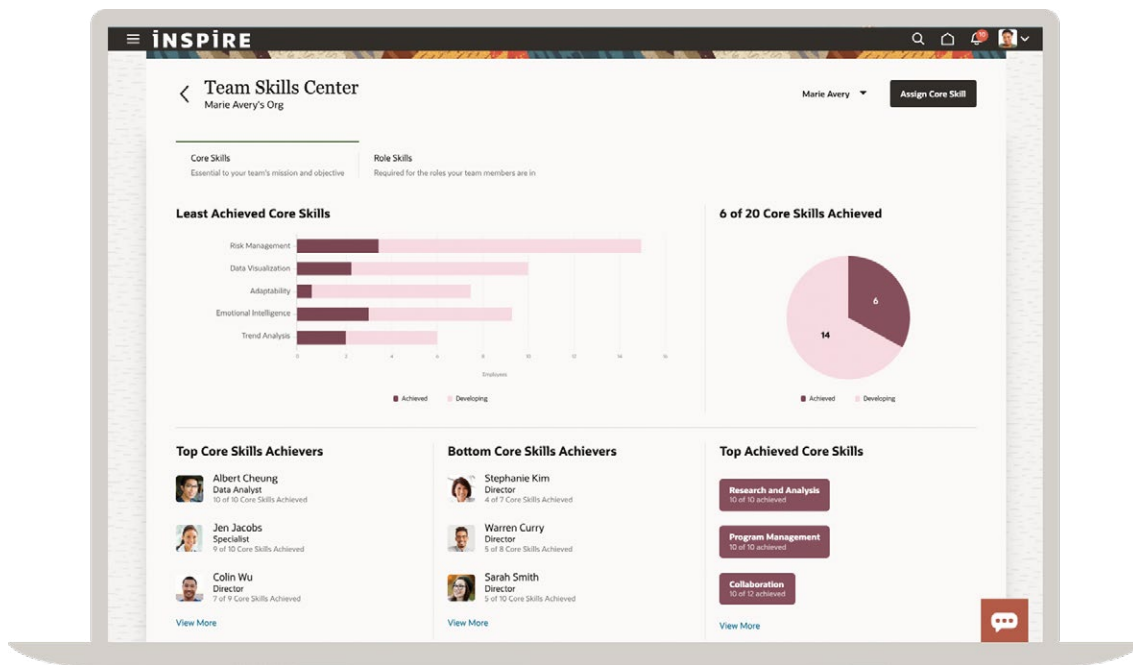 iNSPiRE
10
Team Skills Center
Marie Avery's Org
Marie Avery
Assign Core Skill
Core Skills
Essential to your team's mission and objective
Role Skills
Required for the roles your team members are in
Least Achieved Core Skills
Risk Management
Data Visualization
Adaptability
Emotional Intelligence
Trend Analysis
0 2 4 6 8 10 12 14 16
Employees
Achieved Developing
6 of 20 Core Skills Achieved
6
14
Achieved Developing
Top Core Skills Achievers
Albert Cheung
Data Analyst
10 of 10 Core Skills Achieved
Jen Jacobs
Specialist
9 of 10 Core Skills Achieved
Colin Wu
Director
7 of 9 Core Skills Achieved
View More
Bottom Core Skills Achievers
Stephanie Kim
Director
4 of 7 Core Skills Achieved
Warren Curry
Director
5 of 8 Core Skills Achieved
Sarah Smith
Director
5 of 10 Core Skills Achieved
View More
Top Achieved Core Skills
Research and Analysis
10 of 10 achieved
Program Management
10 of 10 achieved
Collaboration
10 of 12 achieved
View More